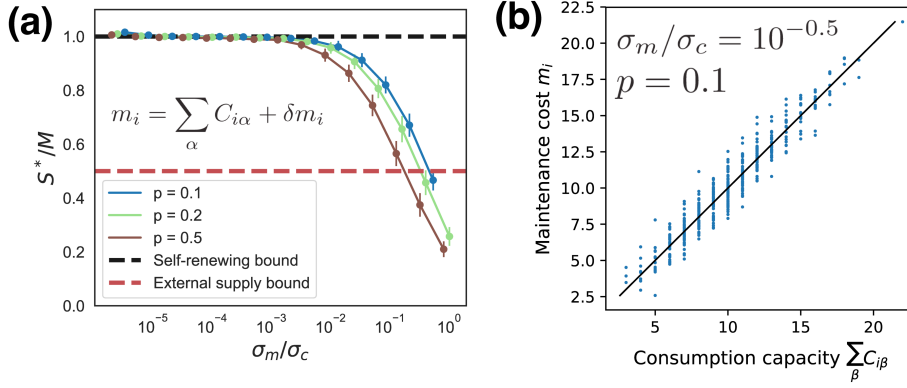 (a)
S*/M
1.0
0.8
0.6
0.4
0.2
0.0
m_i = ∑_α C_{iα} + δm_i
p = 0.1
p = 0.2
p = 0.5
Self-renewing bound
External supply bound
10^{-5} 10^{-4} 10^{-3} 10^{-2} 10^{-1} 10^0
σ_m/σ_c
(b)
Maintenance cost m_i
22.5
20.0
17.5
15.0
12.5
10.0
7.5
5.0
2.5
σ_m/σ_c = 10^{-0.5}
p = 0.1
5 10 15 20
Consumption capacity ∑_β C_{iβ}